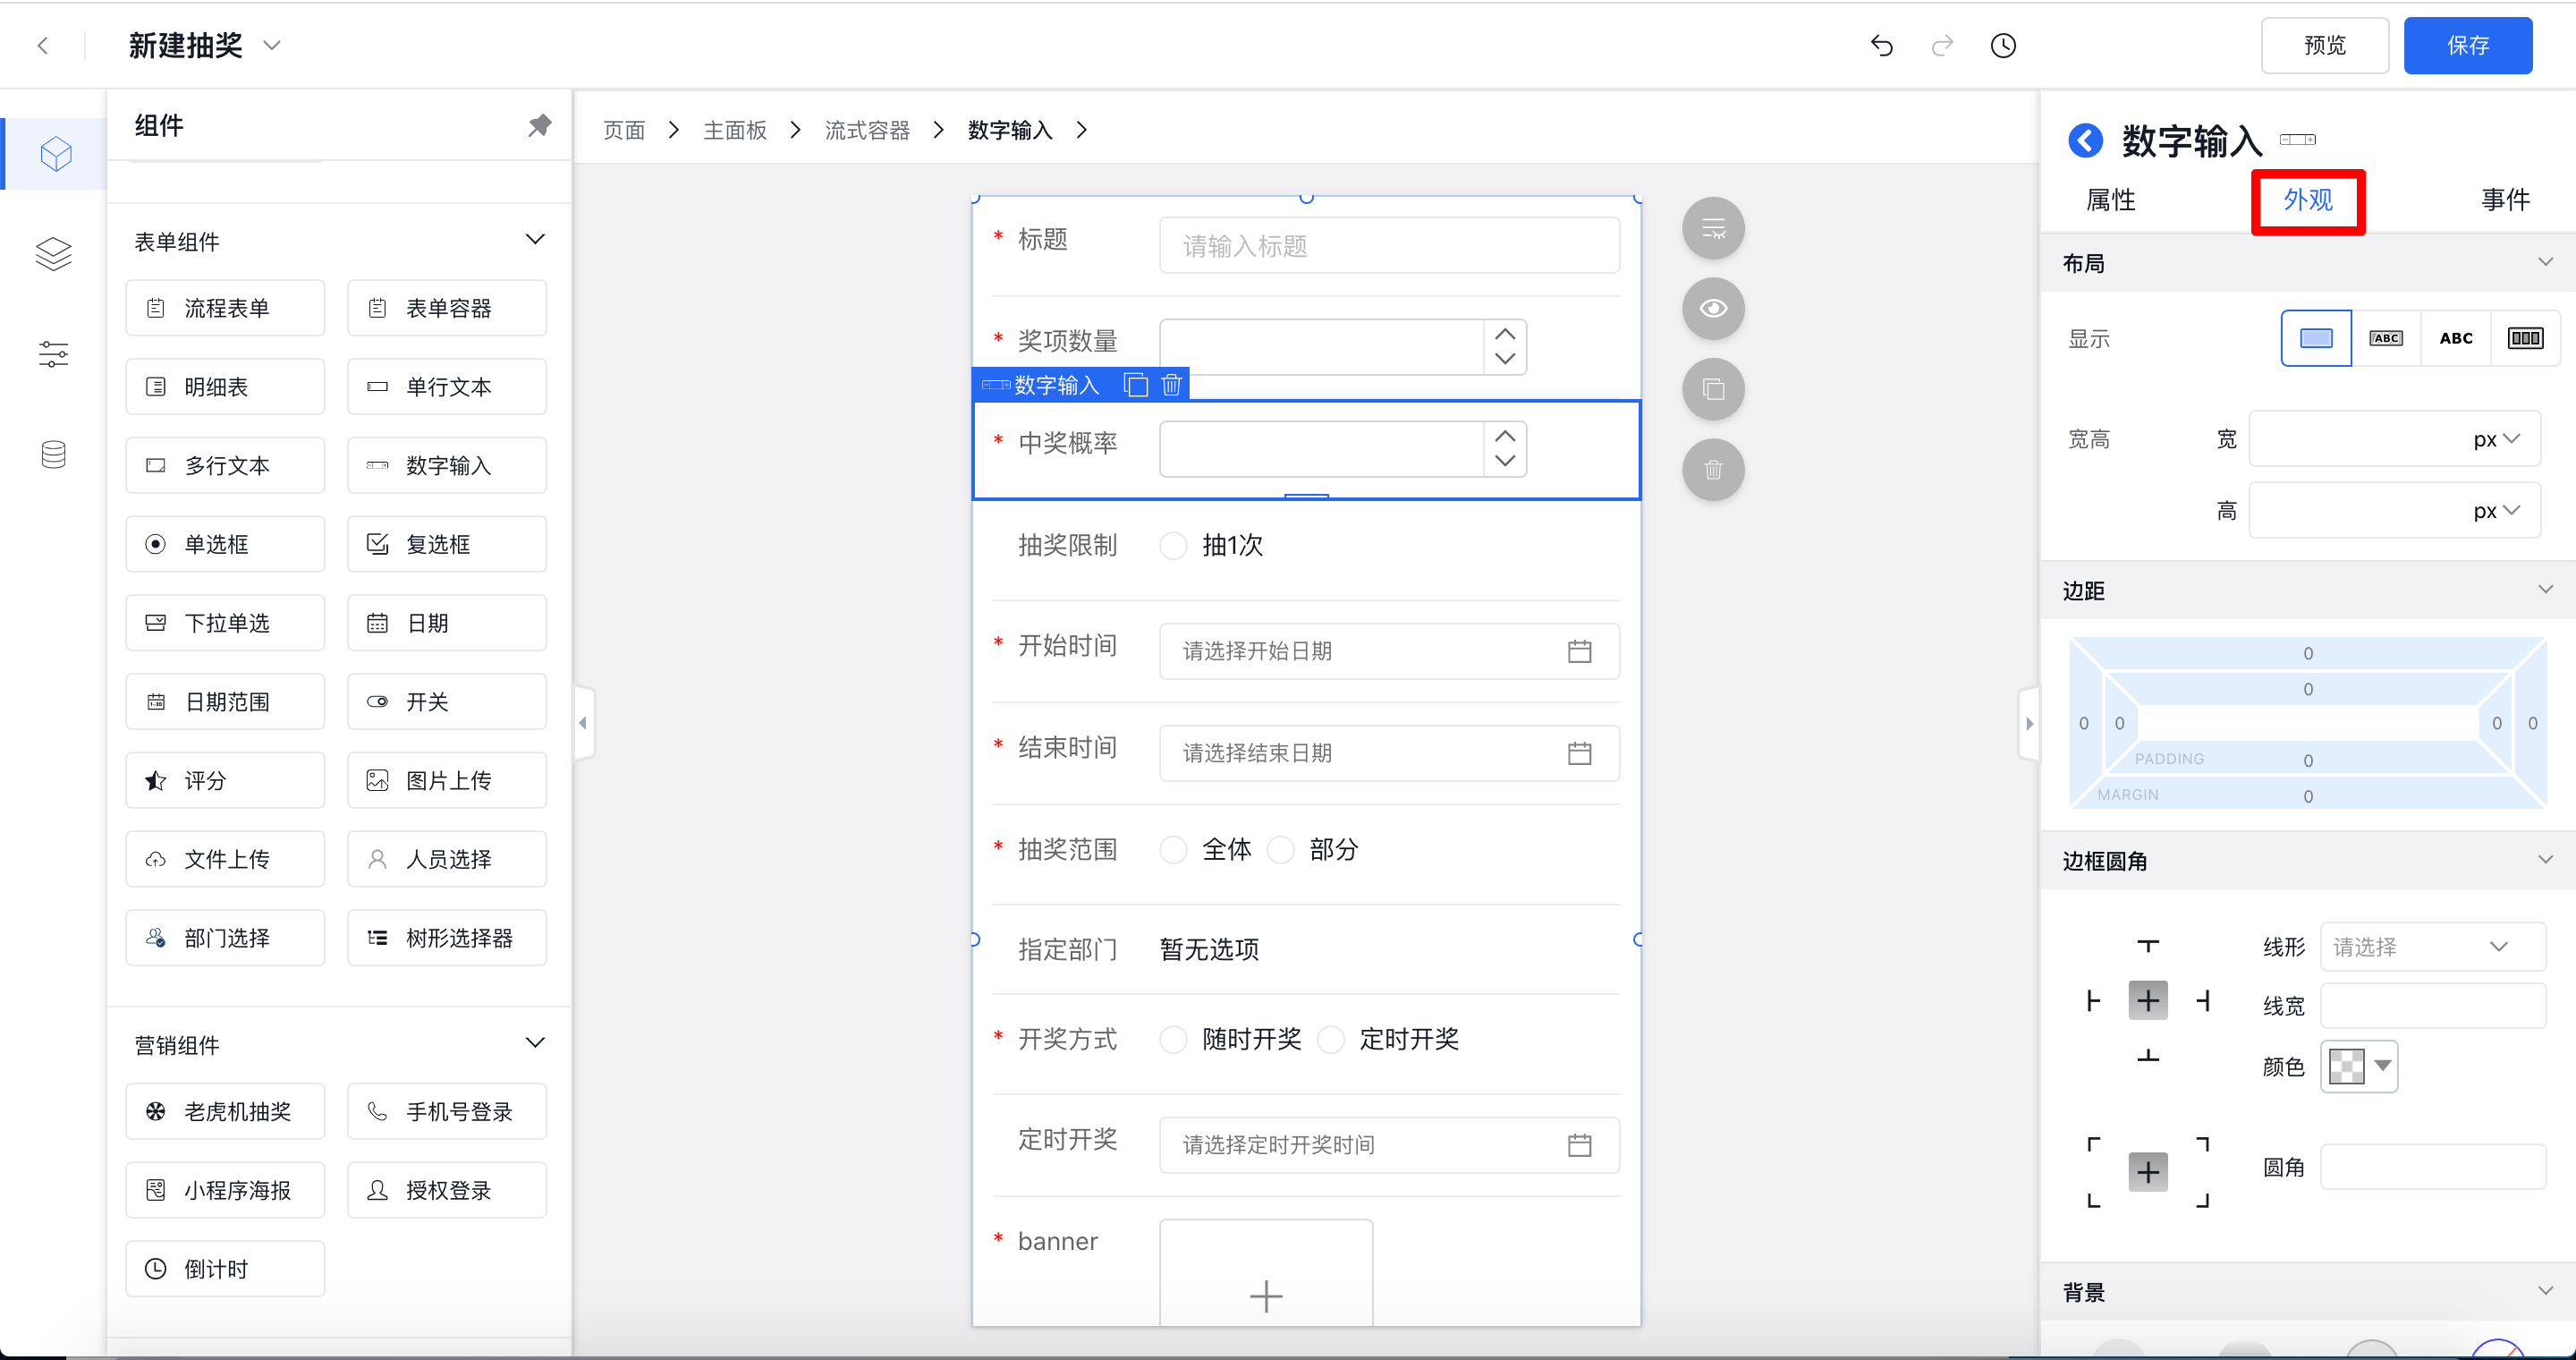 新建抽奖
预览
保存
组件
表单组件
流程表单
表单容器
明细表
单行文本
多行文本
数字输入
单选框
复选框
下拉单选
日期
日期范围
开关
评分
图片上传
文件上传
人员选择
部门选择
树形选择器
营销组件
老虎机抽奖
手机号登录
小程序海报
授权登录
倒计时
页面 > 主面板 > 流式容器 > 数字输入 >
* 标题
请输入标题
* 奖项数量
数字输入
* 中奖概率
抽奖限制
抽1次
* 开始时间
请选择开始日期
* 结束时间
请选择结束日期
* 抽奖范围
全体 部分
指定部门
暂无选项
* 开奖方式
随时开奖 定时开奖
定时开奖
请选择定时开奖时间
* banner
数字输入
属性
外观
事件
布局
显示
ABC
ABC
宽高
宽
px
高
px
边距
0
0
0 0 0 0
PADDING 0
MARGIN 0
边框圆角
线形
请选择
线宽
颜色
圆角
背景